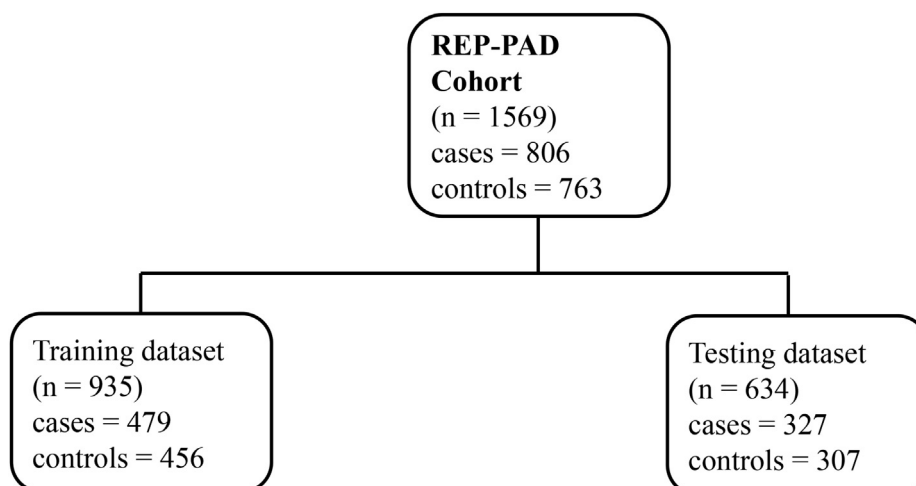 REP-PAD
Cohort
(n = 1569)
cases = 806
controls = 763
Training dataset
(n = 935)
cases = 479
controls = 456
Testing dataset
(n = 634)
cases = 327
controls = 307